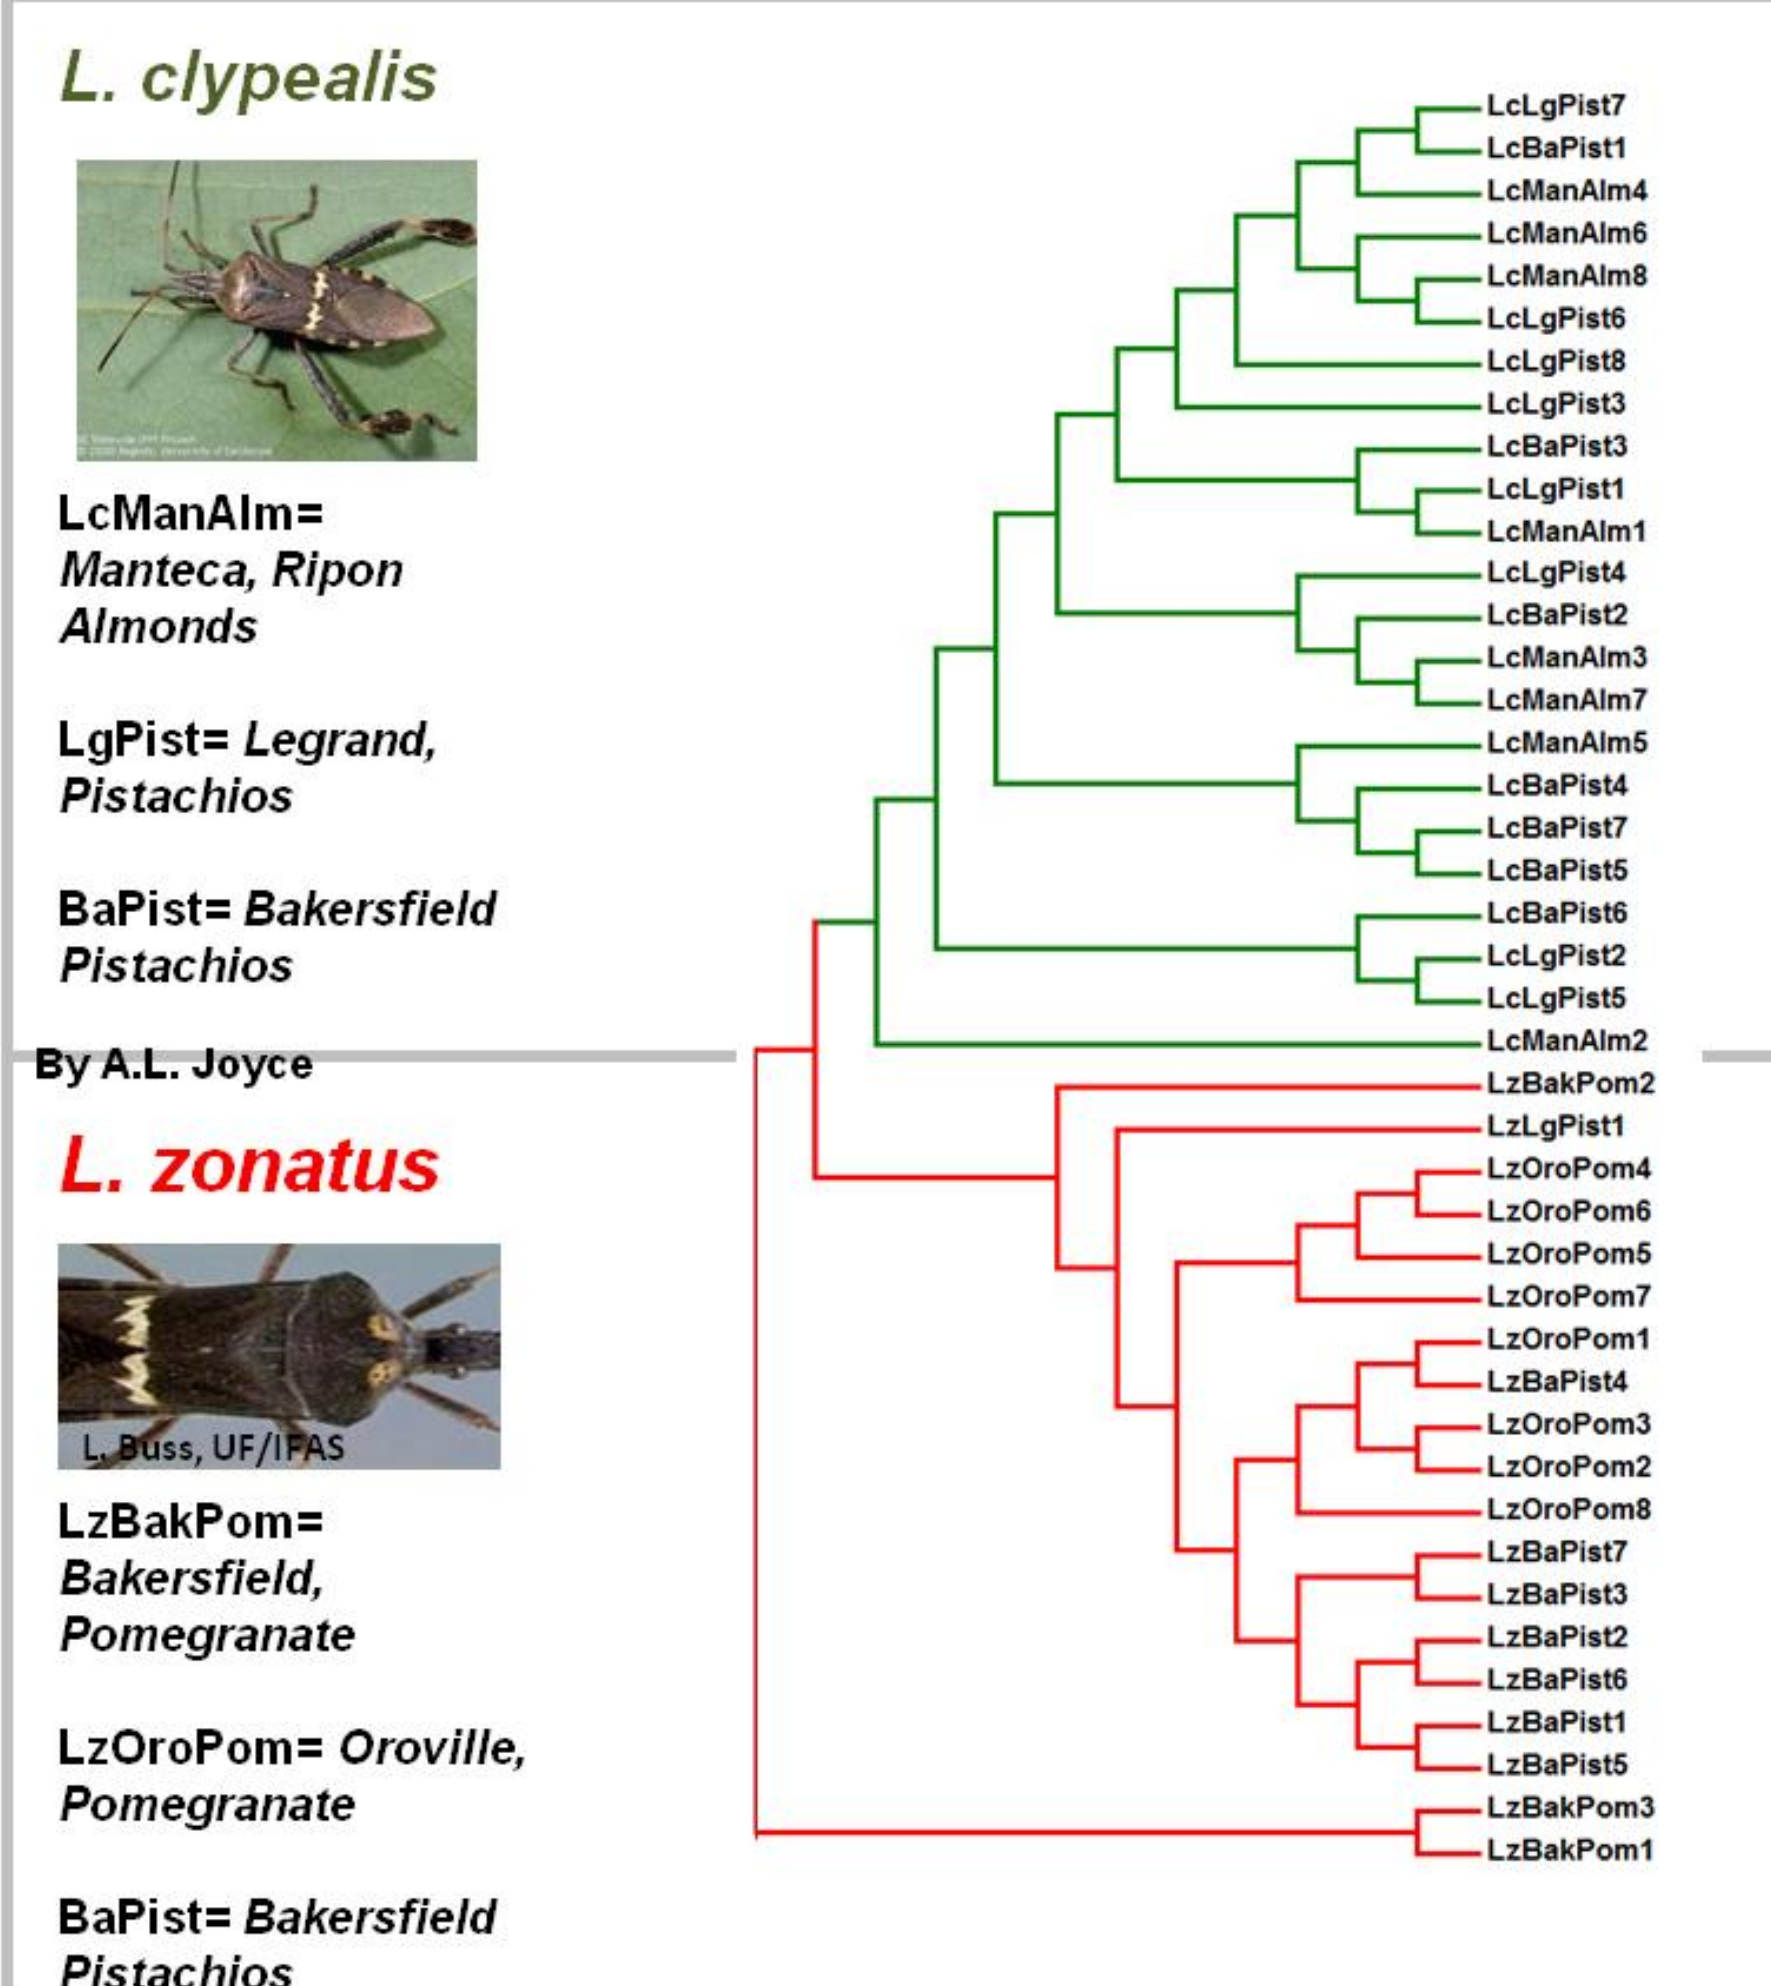 L. clypealis
LcManAlm=
Manteca, Ripon
Almonds
LgPist= Legrand,
Pistachios
BaPist= Bakersfield
Pistachios
By A.L. Joyce
L. zonatus
L. Buss, UF/IFAS
LzBakPom=
Bakersfield,
Pomegranate
LzOroPom= Oroville,
Pomegranate
BaPist= Bakersfield
Pistachios
LcLgPist7
LcBaPist1
LcManAlm4
LcManAlm6
LcManAlm8
LcLgPist6
LcLgPist8
LcLgPist3
LcBaPist3
LcLgPist1
LcManAlm1
LcLgPist4
LcBaPist2
LcManAlm3
LcManAlm7
LcManAlm5
LcBaPist4
LcBaPist7
LcBaPist5
LcBaPist6
LcLgPist2
LcLgPist5
LcManAlm2
LzBakPom2
LzLgPist1
LzOroPom4
LzOroPom6
LzOroPom5
LzOroPom7
LzOroPom1
LzBaPist4
LzOroPom3
LzOroPom2
LzOroPom8
LzBaPist7
LzBaPist3
LzBaPist2
LzBaPist6
LzBaPist1
LzBaPist5
LzBakPom3
LzBakPom1